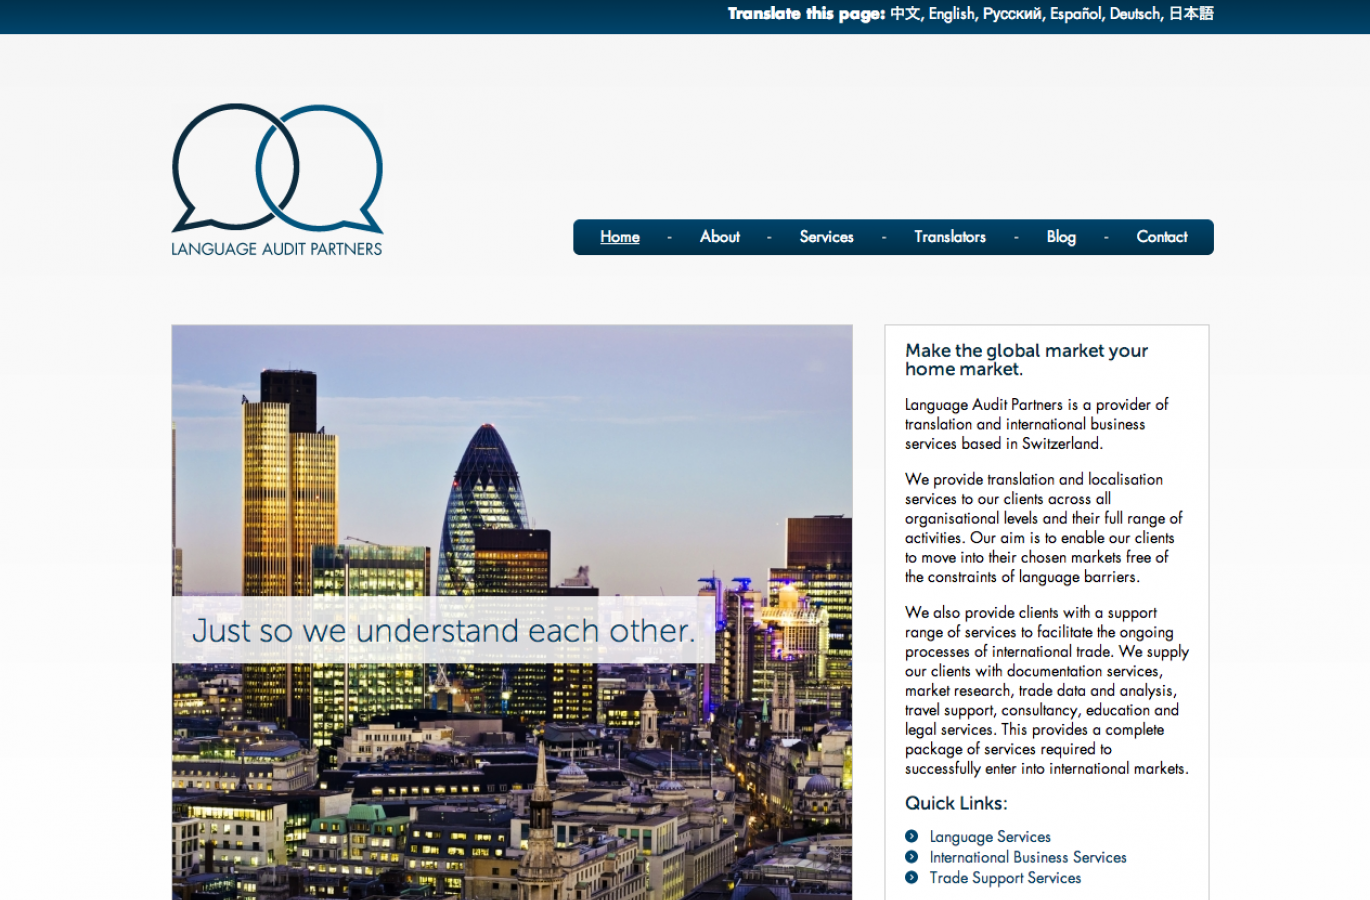 Translate this page: 中文, English, Русский, Español, Deutsch, 日本語
LANGUAGE AUDIT PARTNERS
Home - About - Services - Translators - Blog - Contact
Just so we understand each other.
Make the global market your
home market.
Language Audit Partners is a provider of
translation and international business
services based in Switzerland.
We provide translation and localisation
services to our clients across all
organisational levels and their full range of
activities. Our aim is to enable our clients
to move into their chosen markets free of
the constraints of language barriers.
We also provide clients with a support
range of services to facilitate the ongoing
processes of international trade. We supply
our clients with documentation services,
market research, trade data and analysis,
travel support, consultancy, education and
legal services. This provides a complete
package of services required to
successfully enter into international markets.
Quick Links:
Language Services
International Business Services
Trade Support Services